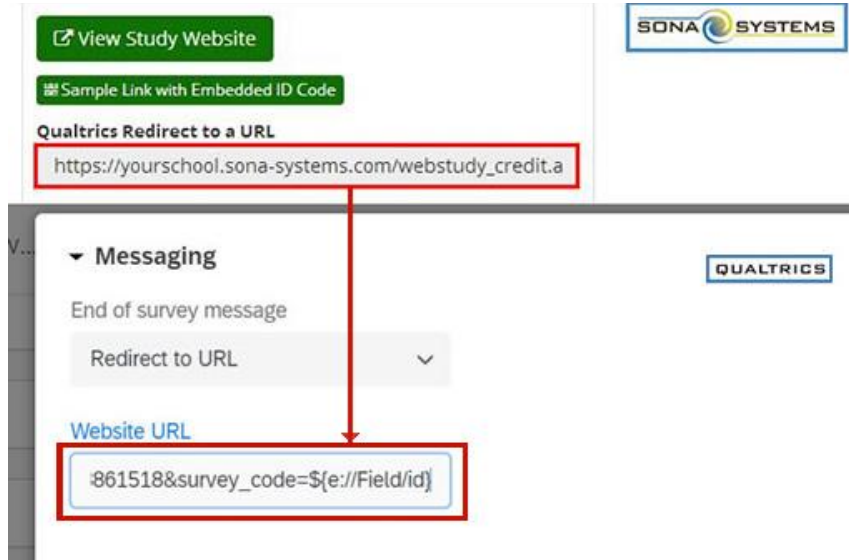 View Study Website
SONA SYSTEMS
Sample Link with Embedded ID Code
Qualtrics Redirect to a URL
https://yourschool.sona-systems.com/webstudy_credit.a
V...
Messaging
QUALTRICS
End of survey message
Redirect to URL
Website URL
861518&survey_code=${e://Field/id}